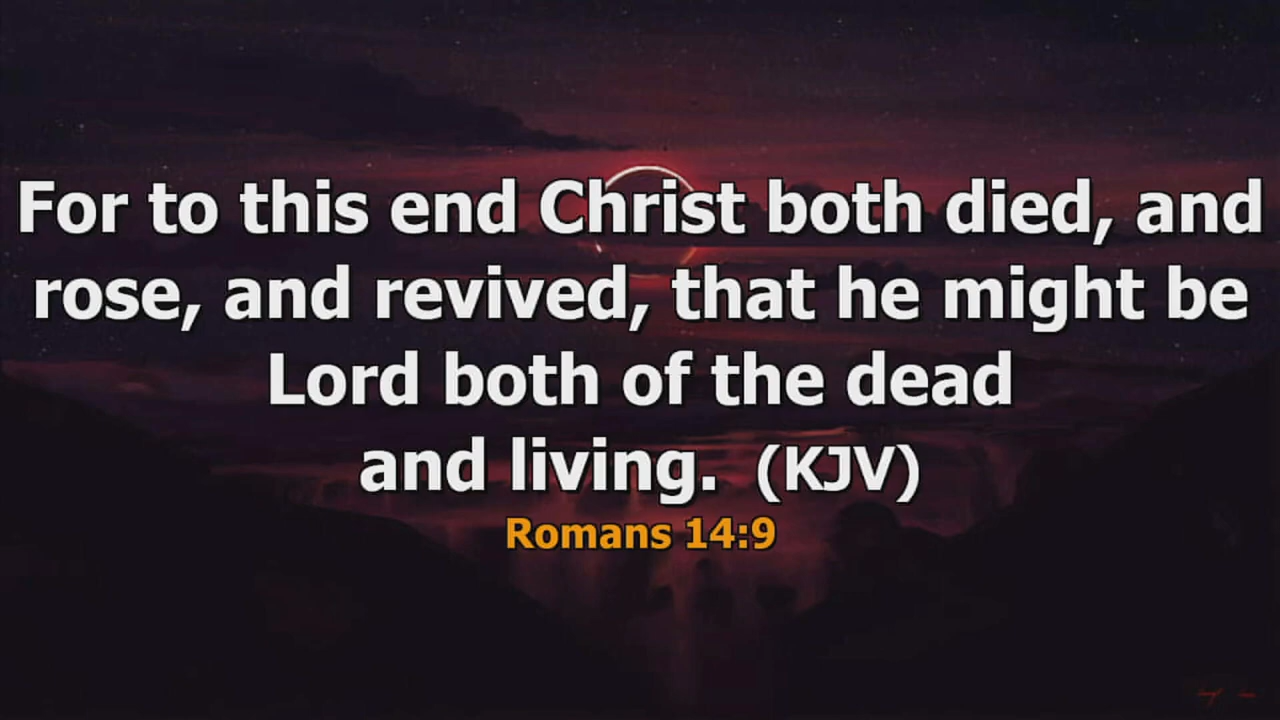 For to this end Christ both died, and
rose, and revived, that he might be
Lord both of the dead
and living.  (KJV)
Romans 14:9